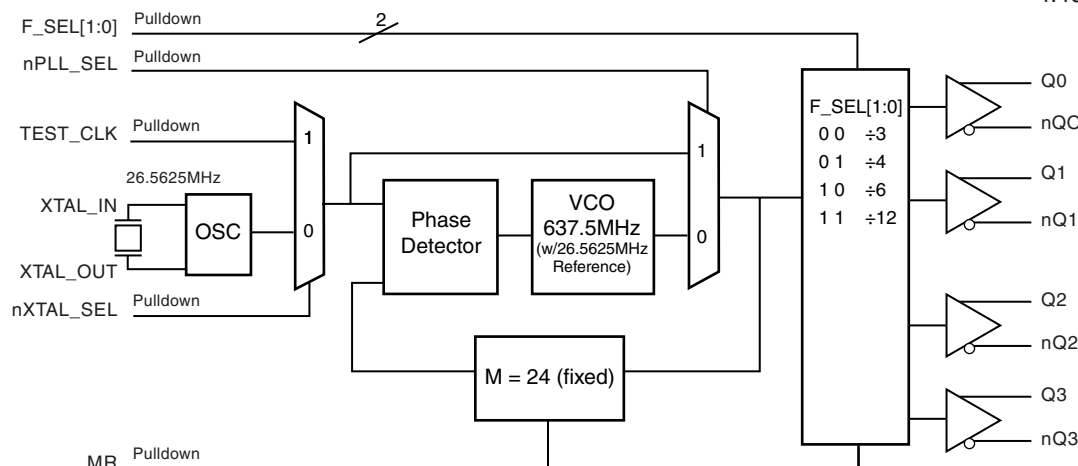 F_SEL[1:0] Pulldown 2
nPLL_SEL Pulldown
TEST_CLK Pulldown
26.5625MHz
XTAL_IN
OSC
XTAL_OUT
nXTAL_SEL Pulldown
1
0
Phase
Detector
VCO
637.5MHz
(w/26.5625MHz
Reference)
1
0
M = 24 (fixed)
F_SEL[1:0]
0 0 ÷3
0 1 ÷4
1 0 ÷6
1 1 ÷12
Q0
Q1
nQ1
Q2
nQ2
Q3
nQ3
MR Pulldown